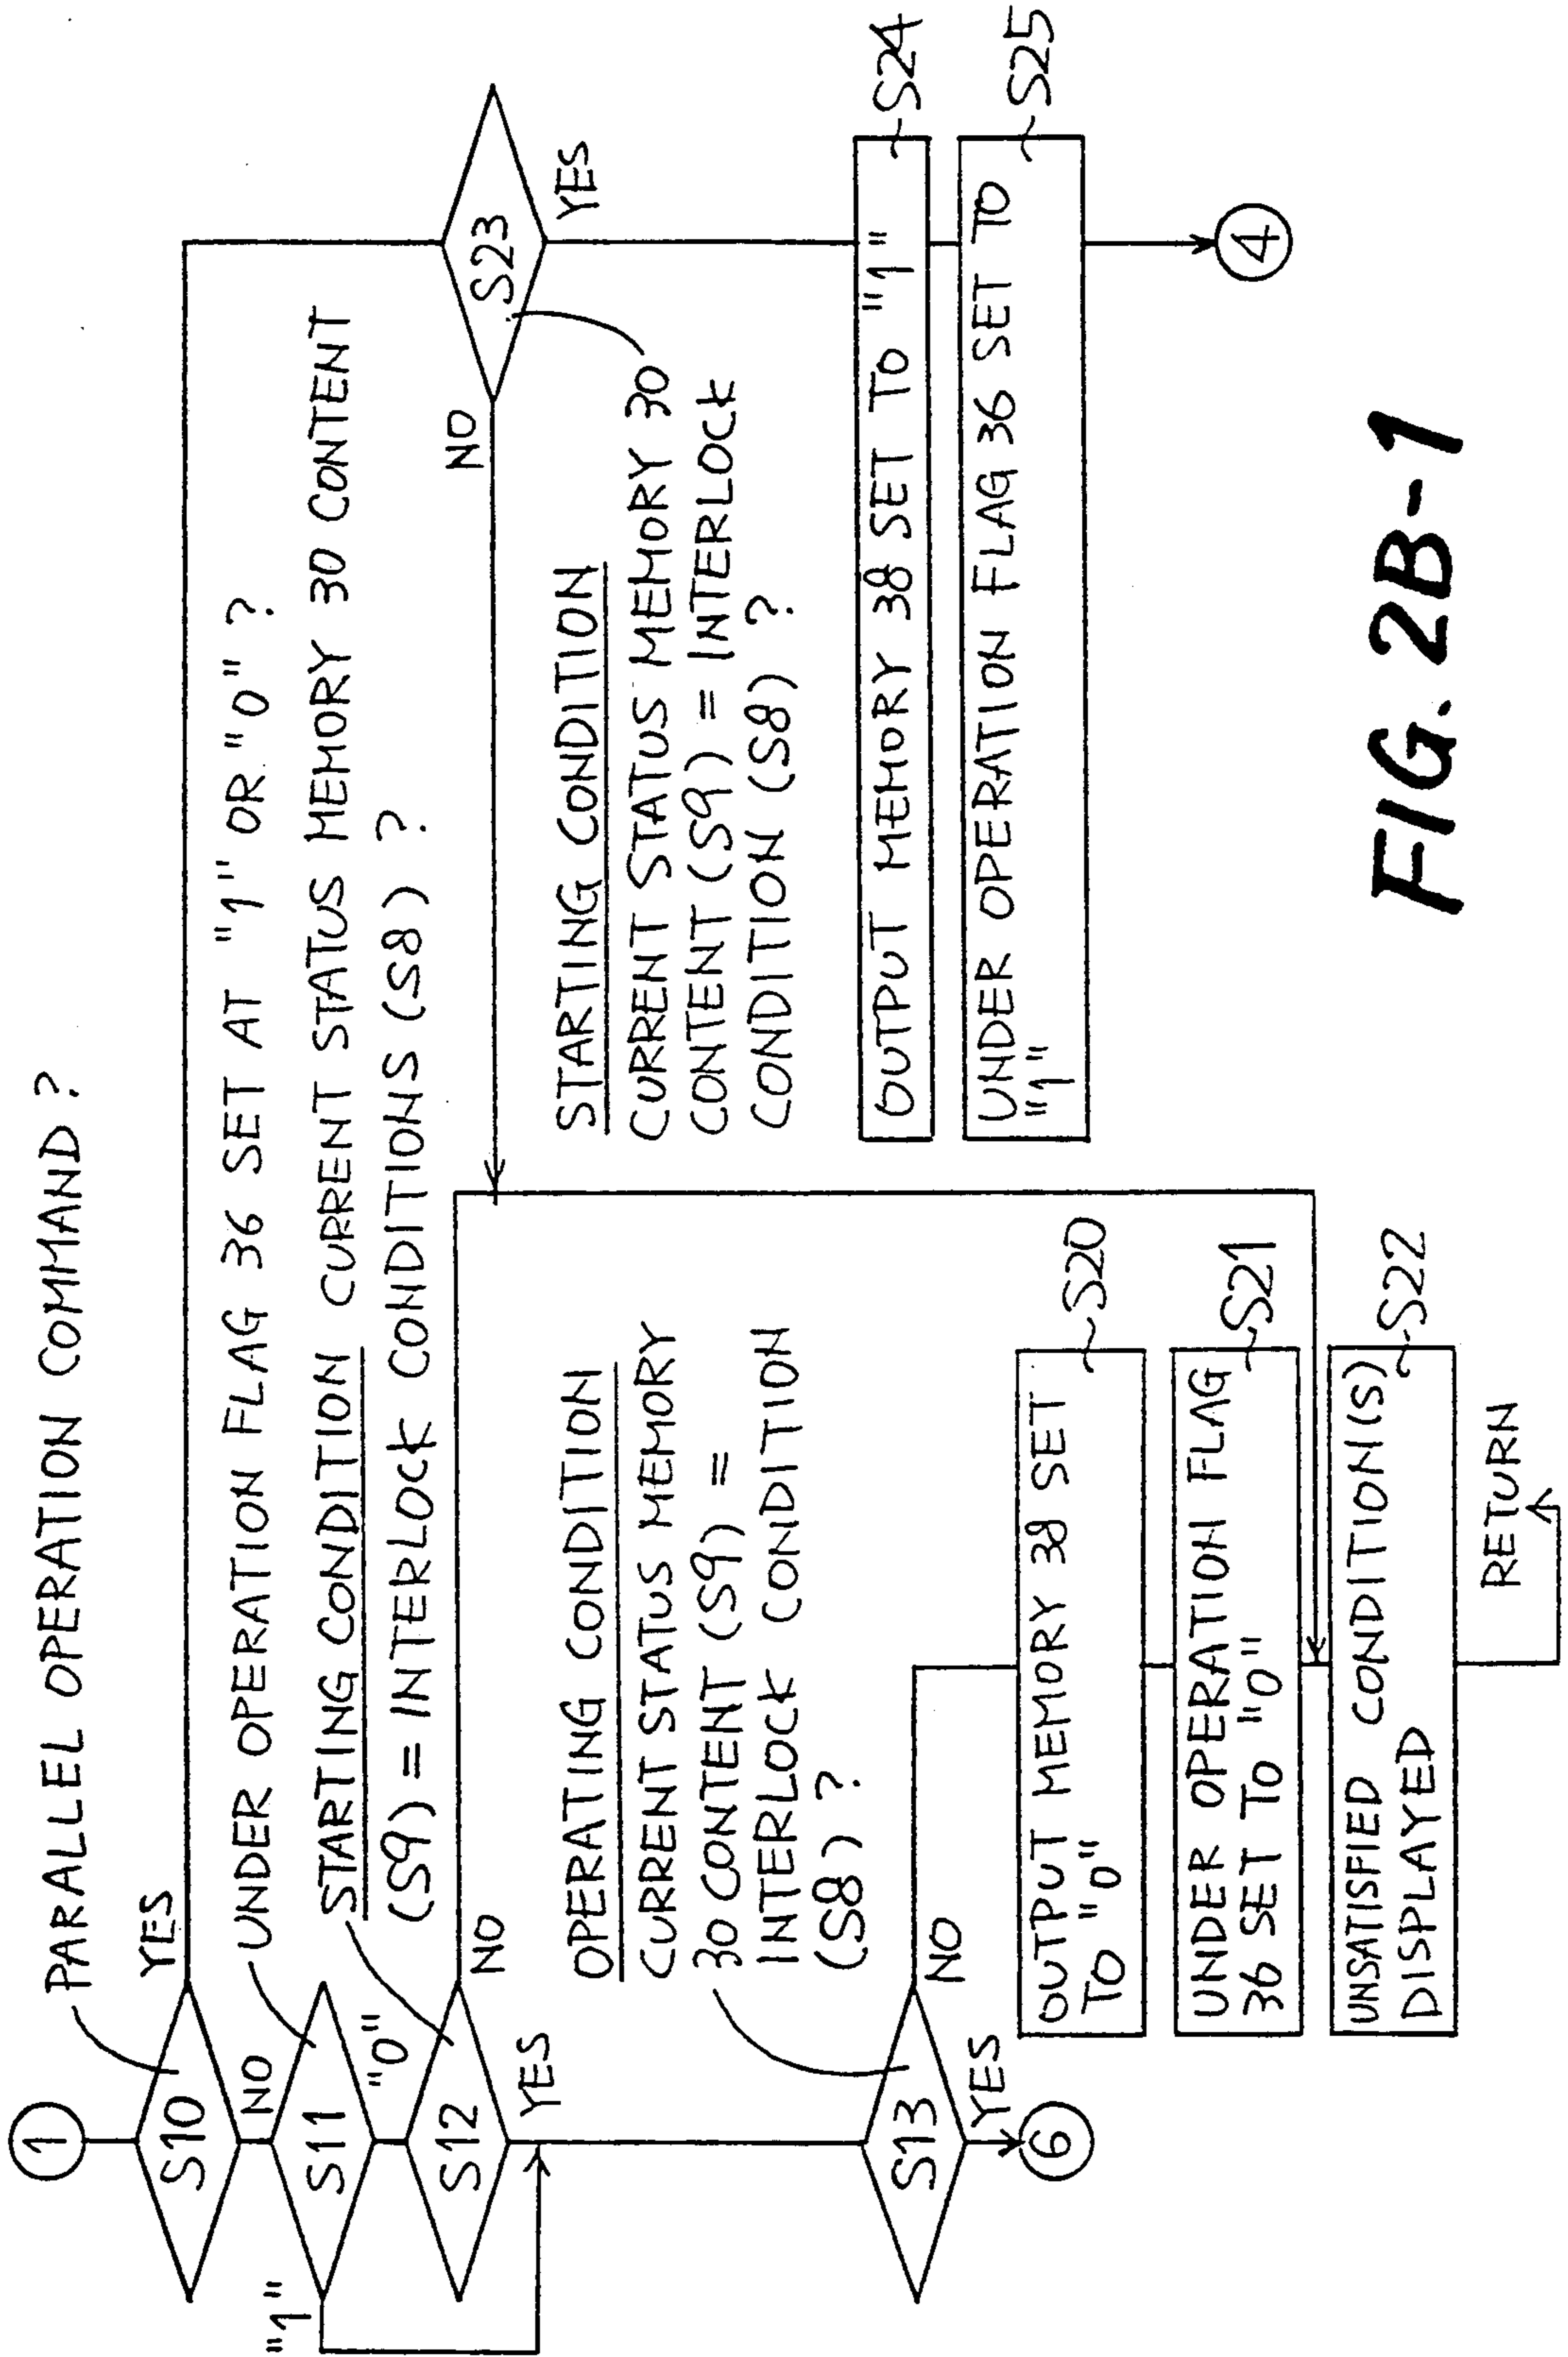 1
PARALLEL OPERATION COMMAND ?
S10
YES
NO
UNDER OPERATION FLAG 36 SET AT "1" OR "0" ?
S11
"1"
"0"
STARTING CONDITION CURRENT STATUS MEMORY 30 CONTENT
(S9) = INTERLOCK CONDITIONS (S8) ?
S12
NO
YES
OPERATING CONDITION
CURRENT STATUS MEMORY
30 CONTENT (S9) =
INTERLOCK CONDITION
(S8) ?
S13
NO
YES
6
OUTPUT MEMORY 38 SET
TO "0"
S20
UNDER OPERATION FLAG
36 SET TO "0"
S21
UNSATISFIED CONDITION(S)
DISPLAYED
S22
RETURN
S23
NO
YES
STARTING CONDITION
CURRENT STATUS MEMORY 30
CONTENT (S9) = INTERLOCK
CONDITION (S8) ?
OUTPUT MEMORY 38 SET TO "1"
S24
UNDER OPERATION FLAG 36 SET TO
"1"
S25
4
FIG. 2B-1